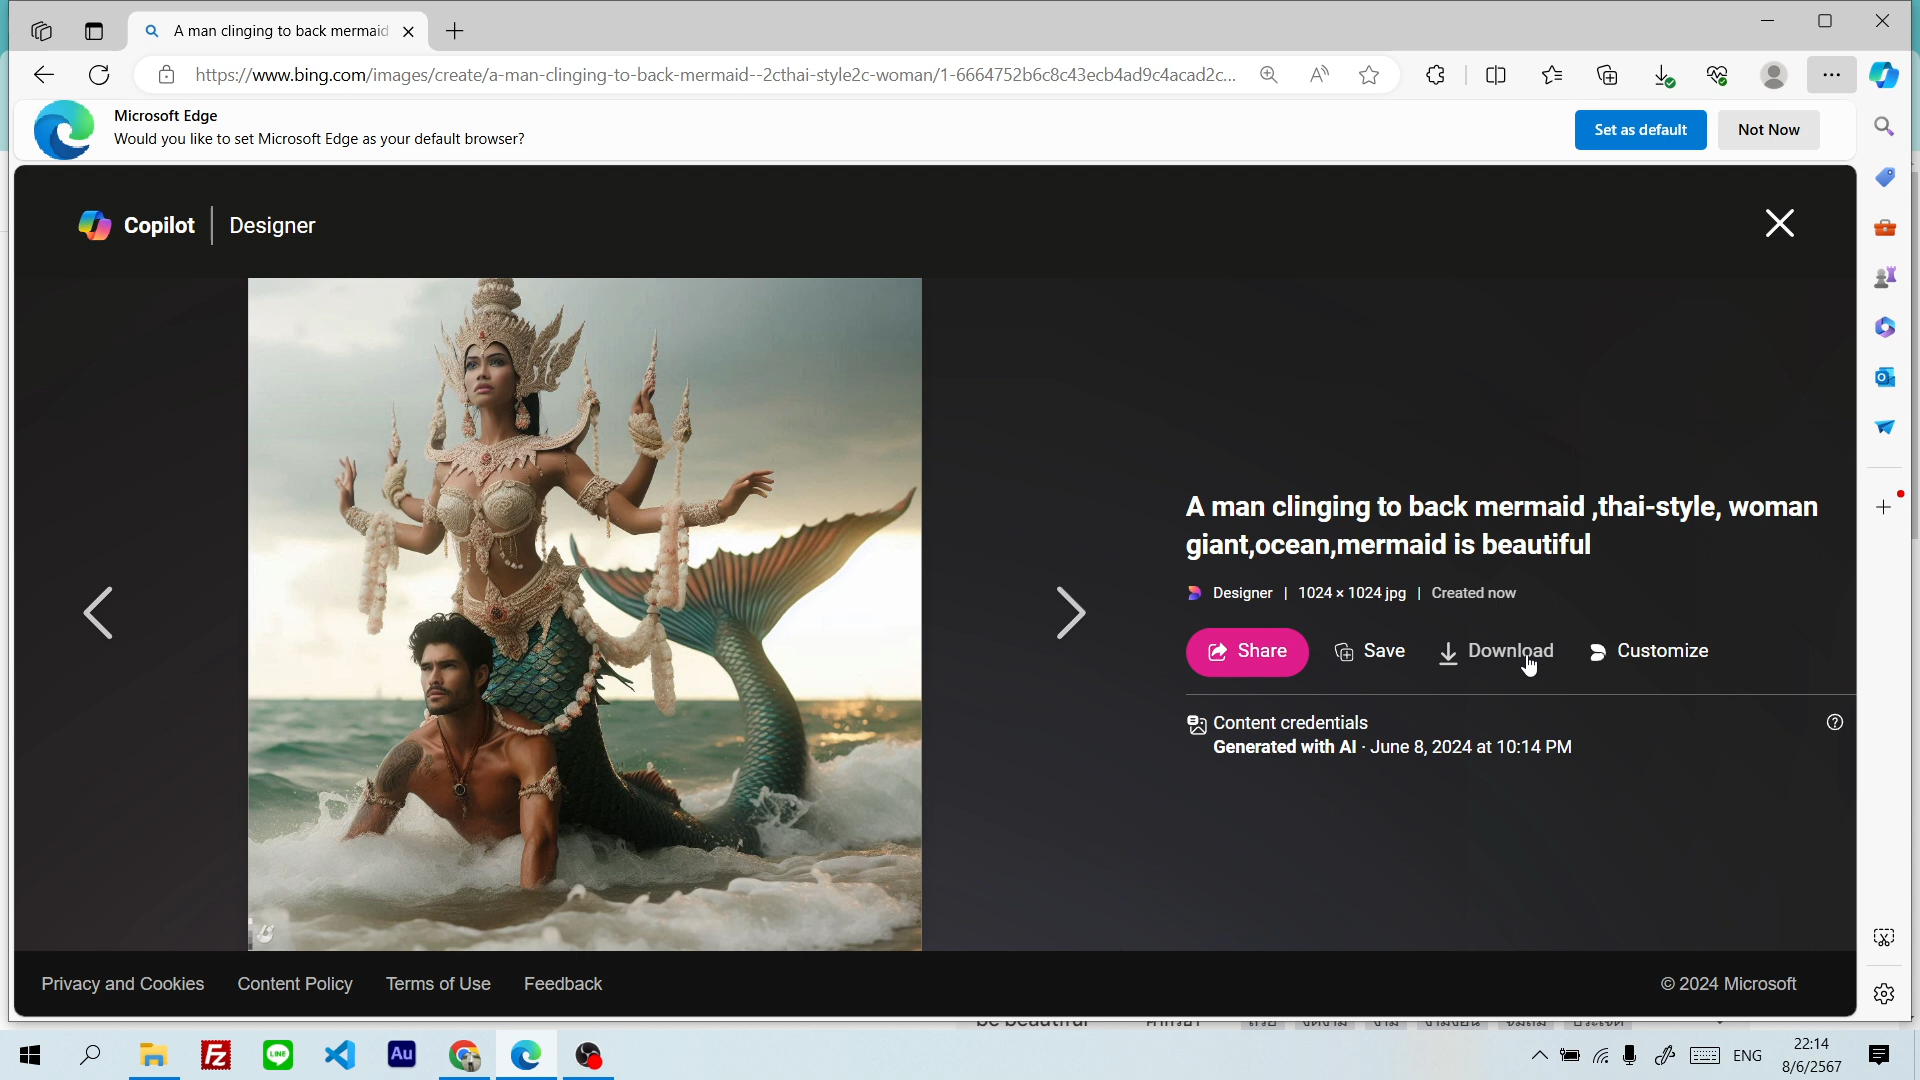 A man clinging to back mermaid
https://www.bing.com/images/create/a-man-clinging-to-back-mermaid--2cthai-style2c-woman/1-6664752b6c8c43ecb4ad9c4acad2c...
Microsoft Edge
Would you like to set Microsoft Edge as your default browser?
Set as default
Not Now
Copilot
Designer
A man clinging to back mermaid ,thai-style, woman
giant,ocean,mermaid is beautiful
Designer | 1024 × 1024 jpg | Created now
Share
Save
Download
Customize
Content credentials
Generated with AI · June 8, 2024 at 10:14 PM
Privacy and Cookies
Content Policy
Terms of Use
Feedback
© 2024 Microsoft
be beautiful
Au
LINE
ENG
22:14
8/6/2567